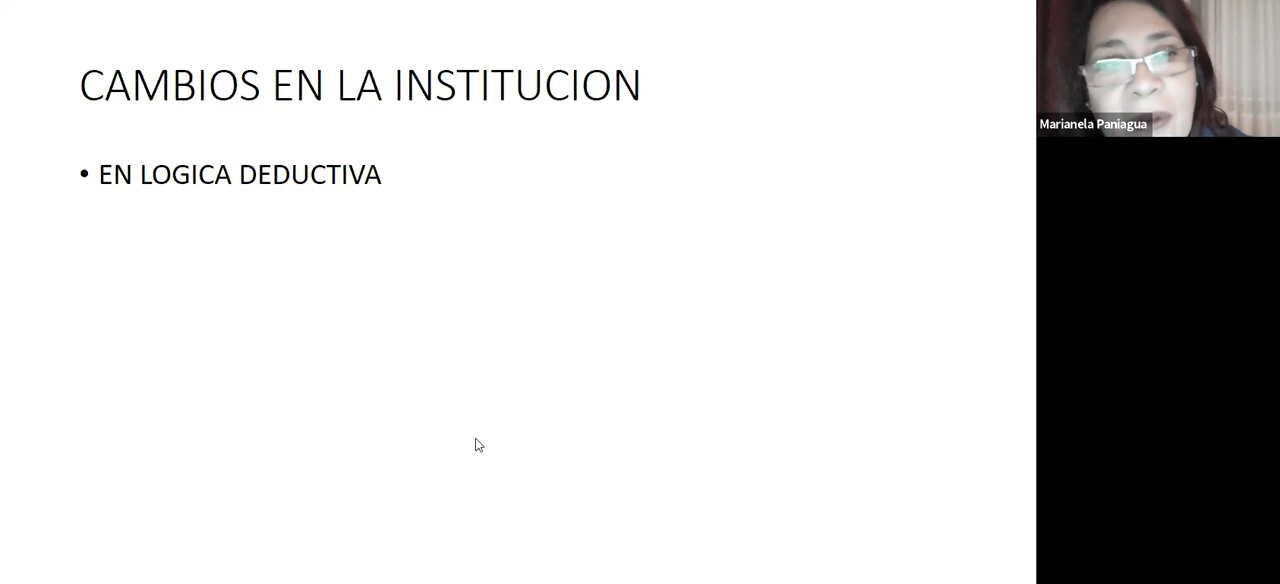 CAMBIOS EN LA INSTITUCION
• EN LOGICA DEDUCTIVA
Marianela Paniagua